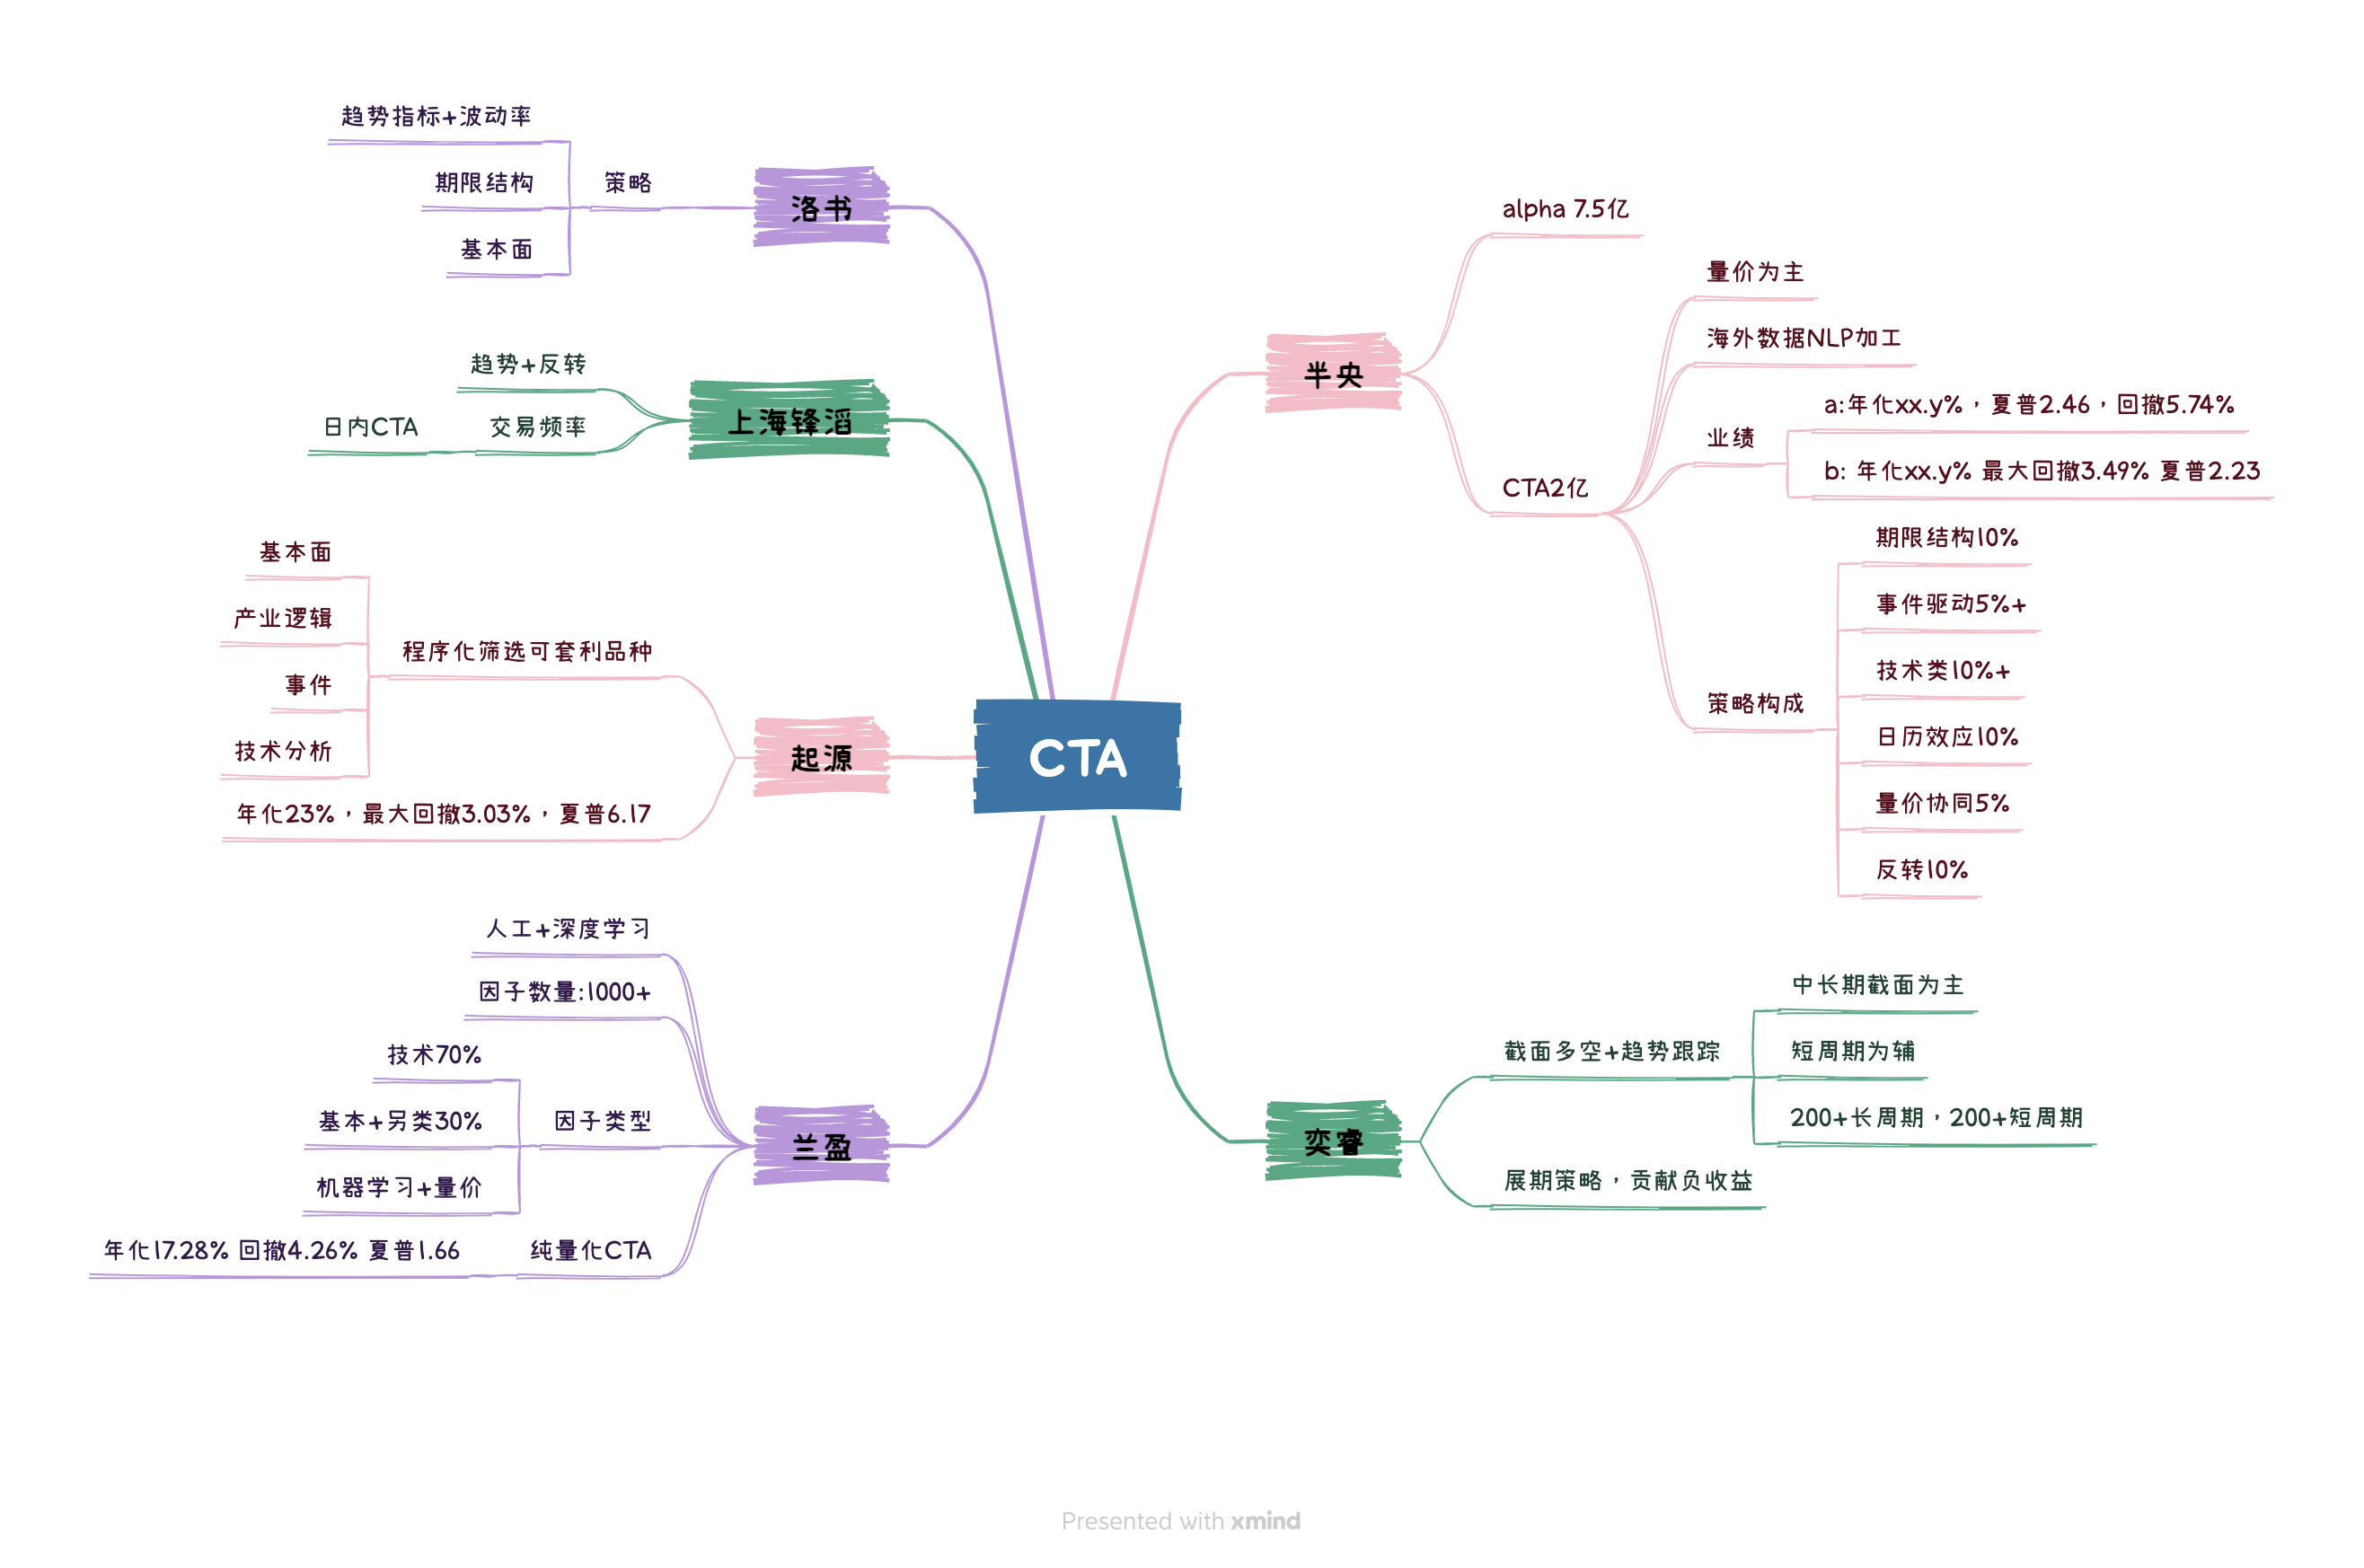 CTA
半央
alpha 7.5亿
CTA2亿
量价为主
海外数据NLP加工
业绩
a:年化xx.y%，夏普2.46，回撤5.74%
b: 年化xx.y% 最大回撤3.49% 夏普2.23
策略构成
期限结构10%
事件驱动5%+
技术类10%+
日历效应10%
量价协同5%
反转10%
奕睿
截面多空+趋势跟踪
中长期截面为主
短周期为辅
200+长周期，200+短周期
展期策略，贡献负收益
洛书
策略
趋势指标+波动率
期限结构
基本面
上海锋滔
趋势+反转
交易频率
日内CTA
起源
程序化筛选可套利品种
基本面
产业逻辑
事件
技术分析
年化23%，最大回撤3.03%，夏普6.17
兰盈
人工+深度学习
因子数量:1000+
因子类型
技术70%
基本+另类30%
机器学习+量价
纯量化CTA
年化17.28% 回撤4.26% 夏普1.66
Presented with xmind